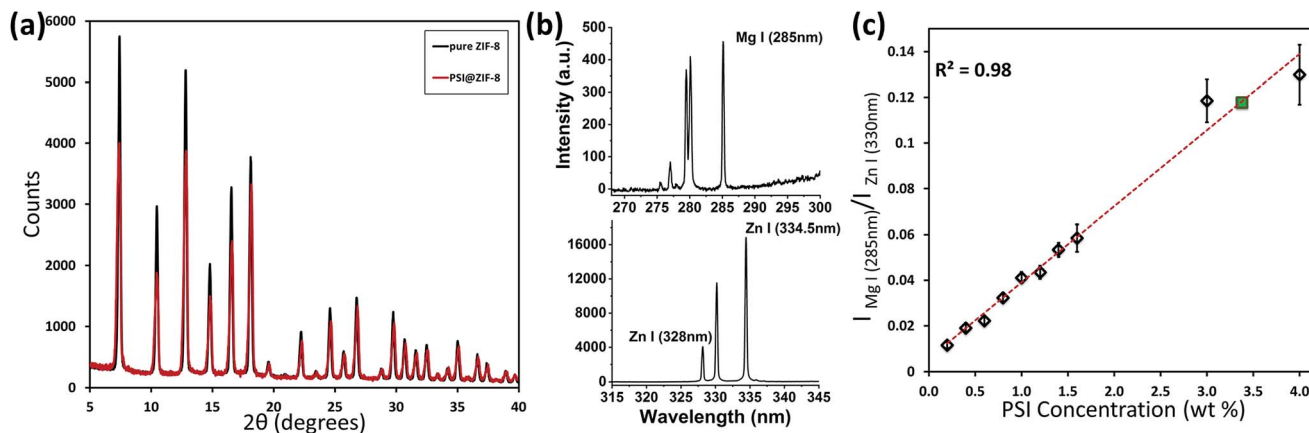 (a)
6000
5000
4000
3000
2000
1000
0
Counts
pure ZIF-8
PSI@ZIF-8
5 10 15 20 25 30 35 40
2θ (degrees)
(b)
500
400
300
200
100
0
Intensity (a.u.)
Mg I (285nm)
270 275 280 285 290 295 300
16000
12000
8000
4000
0
Zn I (334.5nm)
Zn I (328nm)
315 320 325 330 335 340 345
Wavelength (nm)
(c)
0.14
0.12
0.1
0.08
0.06
0.04
0.02
0
I Mg I (285nm)/I Zn I (330nm)
R² = 0.98
0.0 0.5 1.0 1.5 2.0 2.5 3.0 3.5 4.0
PSI Concentration (wt %)